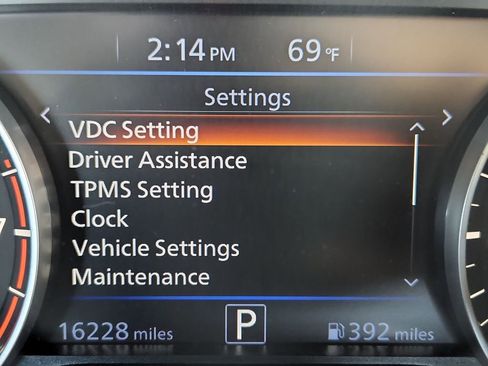 2:14 PM 69 °F
Settings
VDC Setting
Driver Assistance
TPMS Setting
Clock
Vehicle Settings
Maintenance
16228 miles P 392 miles